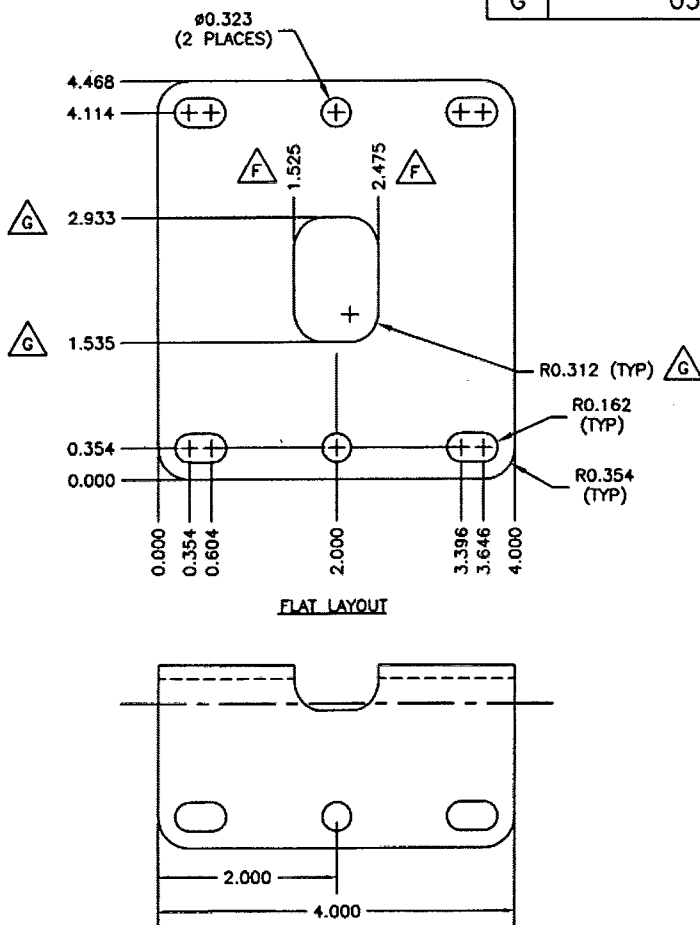 G 05
ø0.323
(2 PLACES)
4.468
4.114
F 1.525 2.475 F
G 2.933
G 1.535
R0.312 (TYP) G
R0.162
(TYP)
0.354
R0.354
(TYP)
0.000
0.000 0.354 0.604 2.000 3.396 3.646 4.000
FLAT LAYOUT
2.000
4.000